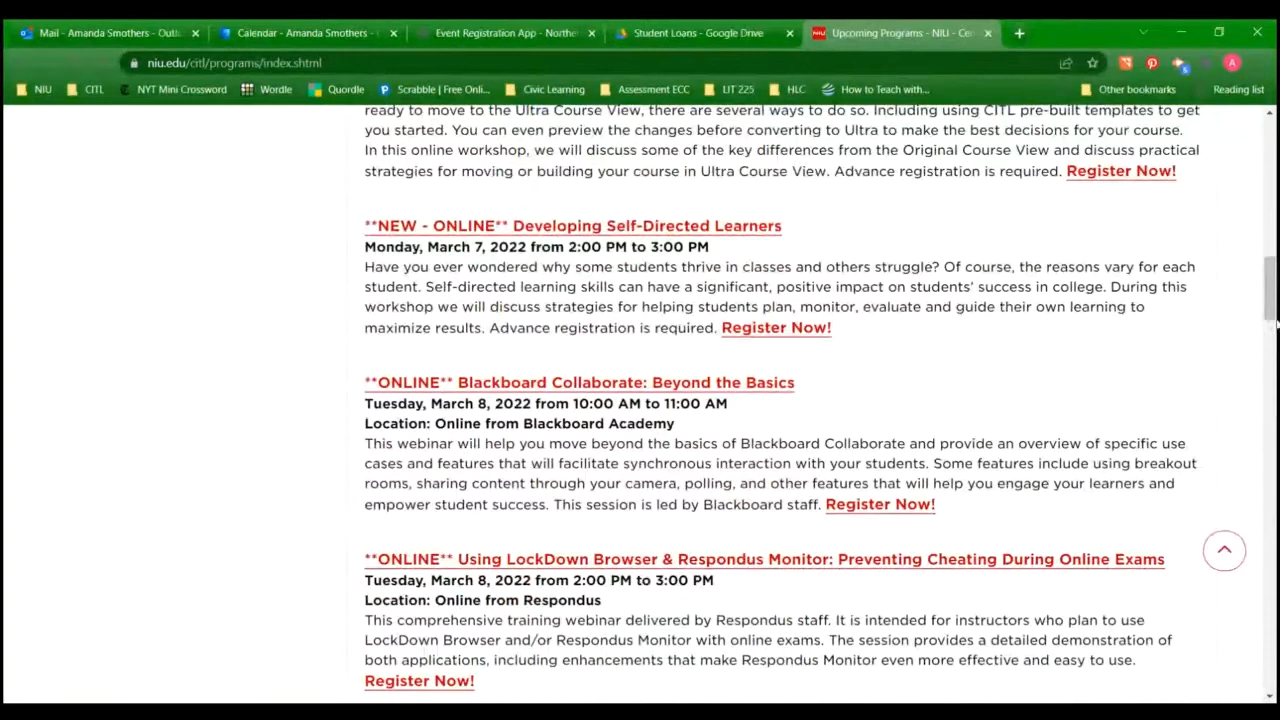 Mail - Amanda Smothers - Outl
Calendar - Amanda Smothers -
Event Registration App - Northe
Student Loans - Google Drive
NIU
Upcoming Programs - NIU - Cen
niu.edu/citl/programs/index.shtml
A
NIU
CITL
NYT Mini Crossword
Wordle
Quordle
Scrabble | Free Onli...
Civic Learning
Assessment ECC
LIT 225
HLC
How to Teach with...
Other bookmarks
Reading list
ready to move to the Ultra Course View, there are several ways to do so. Including using CITL pre-built templates to get
you started. You can even preview the changes before converting to Ultra to make the best decisions for your course.
In this online workshop, we will discuss some of the key differences from the Original Course View and discuss practical
strategies for moving or building your course in Ultra Course View. Advance registration is required. Register Now!
**NEW - ONLINE** Developing Self-Directed Learners
Monday, March 7, 2022 from 2:00 PM to 3:00 PM
Have you ever wondered why some students thrive in classes and others struggle? Of course, the reasons vary for each
student. Self-directed learning skills can have a significant, positive impact on students' success in college. During this
workshop we will discuss strategies for helping students plan, monitor, evaluate and guide their own learning to
maximize results. Advance registration is required. Register Now!
**ONLINE** Blackboard Collaborate: Beyond the Basics
Tuesday, March 8, 2022 from 10:00 AM to 11:00 AM
Location: Online from Blackboard Academy
This webinar will help you move beyond the basics of Blackboard Collaborate and provide an overview of specific use
cases and features that will facilitate synchronous interaction with your students. Some features include using breakout
rooms, sharing content through your camera, polling, and other features that will help you engage your learners and
empower student success. This session is led by Blackboard staff. Register Now!
**ONLINE** Using LockDown Browser & Respondus Monitor: Preventing Cheating During Online Exams
Tuesday, March 8, 2022 from 2:00 PM to 3:00 PM
Location: Online from Respondus
This comprehensive training webinar delivered by Respondus staff. It is intended for instructors who plan to use
LockDown Browser and/or Respondus Monitor with online exams. The session provides a detailed demonstration of
both applications, including enhancements that make Respondus Monitor even more effective and easy to use.
Register Now!